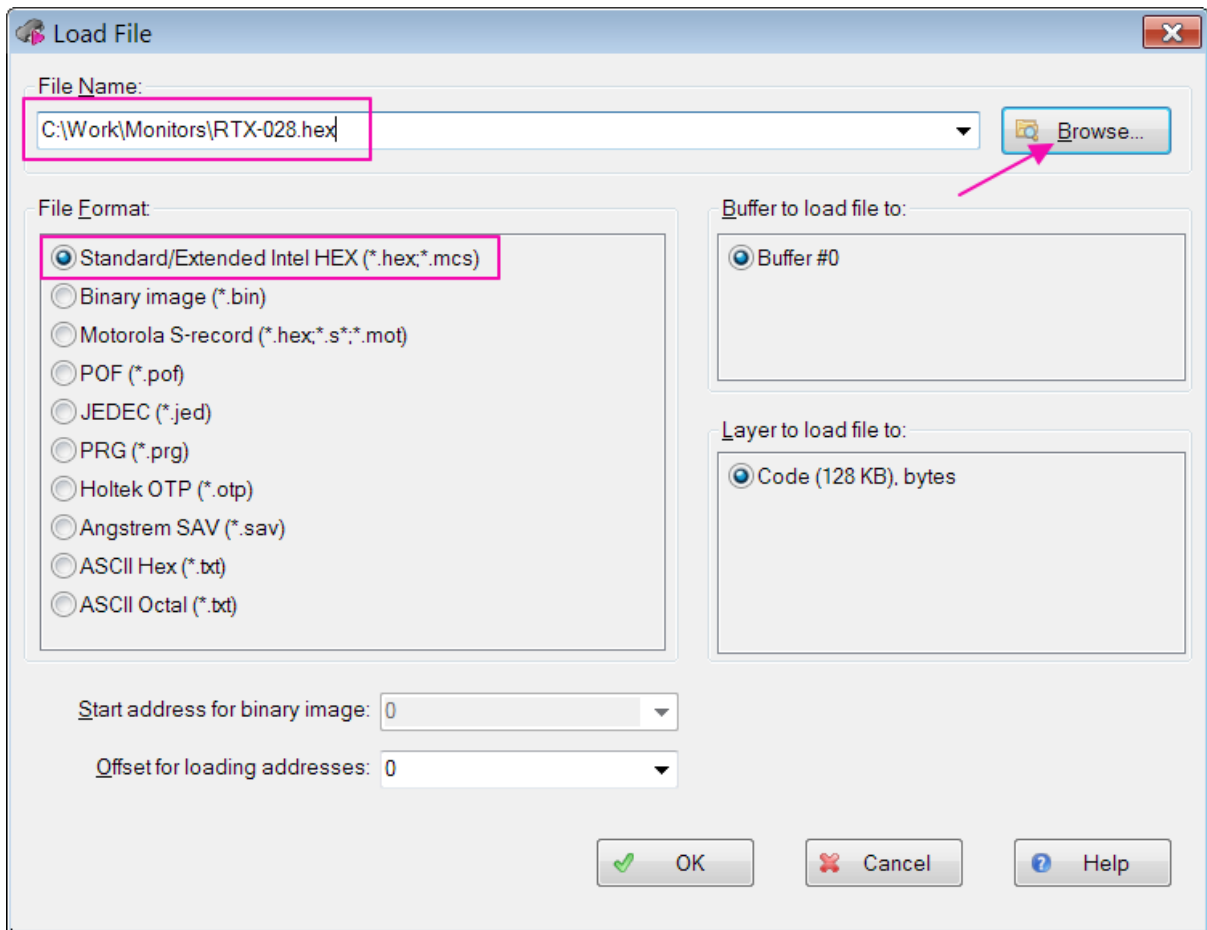 Load File
File Name:
C:\Work\Monitors\RTX-028.hex
Browse...
File Format:
Standard/Extended Intel HEX (*.hex;*.mcs)
Binary image (*.bin)
Motorola S-record (*.hex;*.s*;*.mot)
POF (*.pof)
JEDEC (*.jed)
PRG (*.prg)
Holtek OTP (*.otp)
Angstrem SAV (*.sav)
ASCII Hex (*.txt)
ASCII Octal (*.txt)
Buffer to load file to:
Buffer #0
Layer to load file to:
Code (128 KB), bytes
Start address for binary image: 0
Offset for loading addresses: 0
OK
Cancel
Help